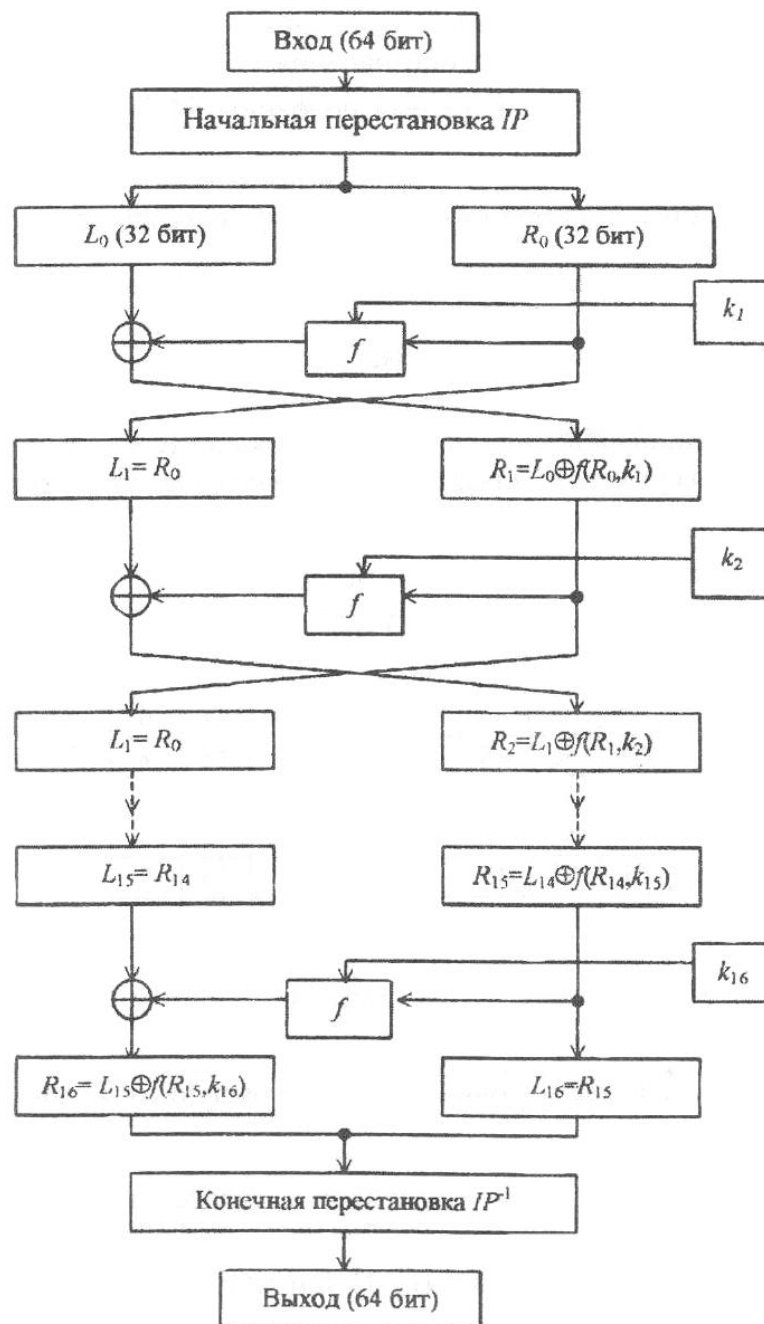 Вход (64 бит)
Начальная перестановка IP
L₀ (32 бит)
R₀ (32 бит)
k₁
f
L₁= R₀
R₁=L₀⊕f(R₀,k₁)
k₂
f
L₁= R₀
R₂=L₁⊕f(R₁,k₂)
L₁₅= R₁₄
R₁₅=L₁₄⊕f(R₁₄,k₁₅)
k₁₆
f
R₁₆= L₁₅⊕f(R₁₅,k₁₆)
L₁₆=R₁₅
Конечная перестановка IP⁻¹
Выход (64 бит)